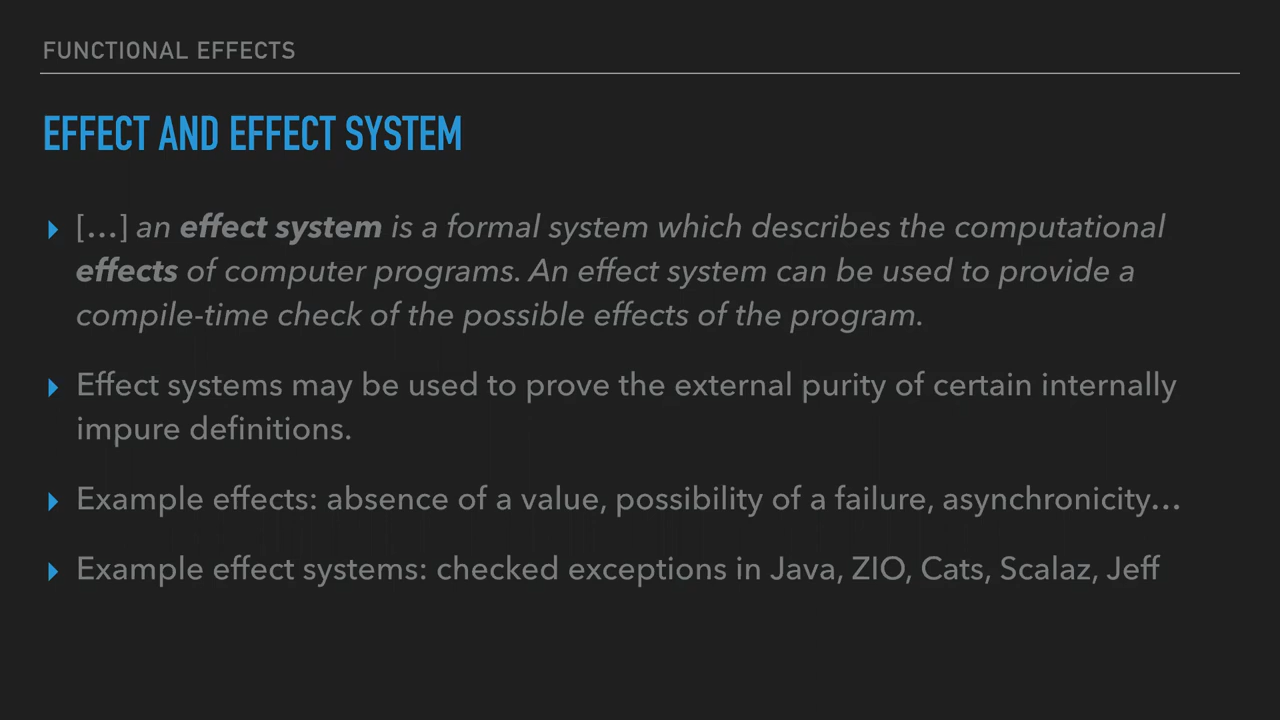 FUNCTIONAL EFFECTS
EFFECT AND EFFECT SYSTEM
[…] an effect system is a formal system which describes the computational
effects of computer programs. An effect system can be used to provide a
compile-time check of the possible effects of the program.
Effect systems may be used to prove the external purity of certain internally
impure definitions.
Example effects: absence of a value, possibility of a failure, asynchronicity…
Example effect systems: checked exceptions in Java, ZIO, Cats, Scalaz, Jeff